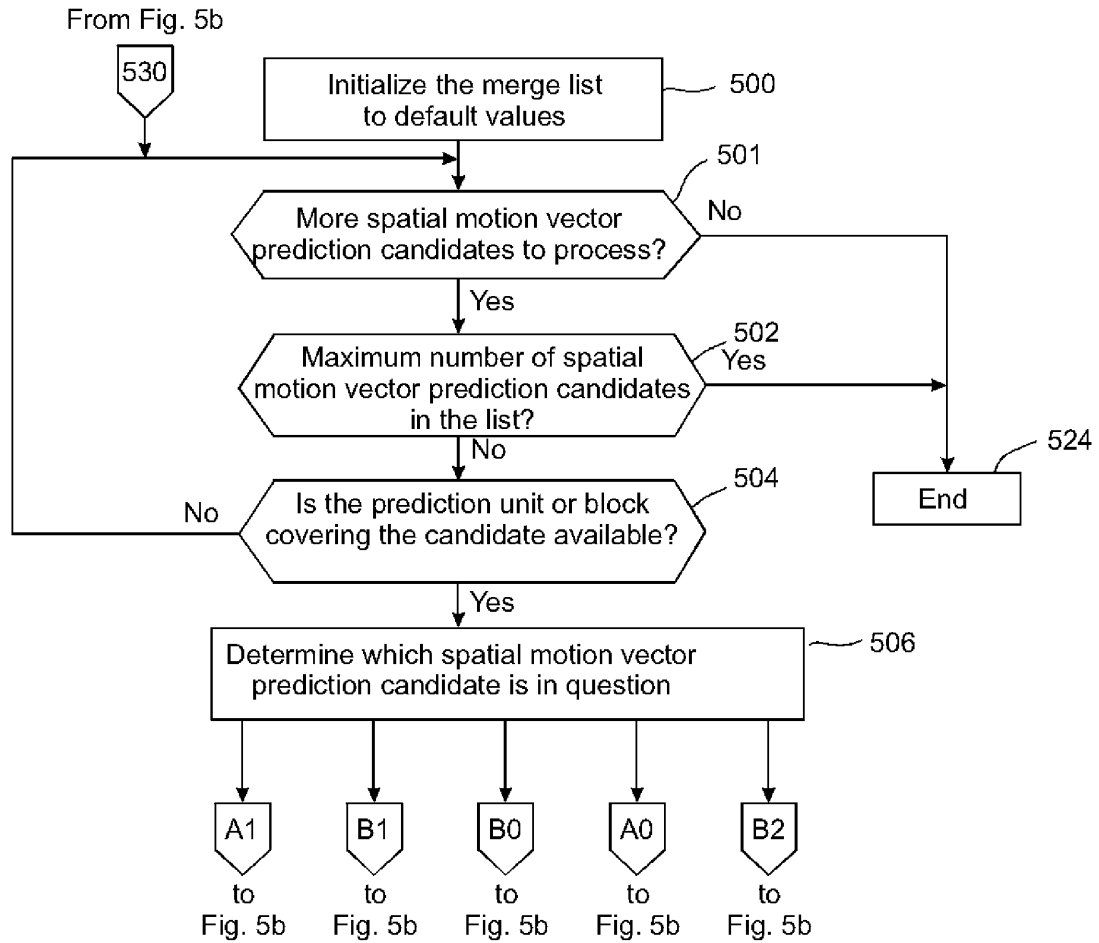 From Fig. 5b
530
Initialize the merge list
to default values
500
501
More spatial motion vector
prediction candidates to process?
No
Yes
502
Maximum number of spatial
motion vector prediction candidates
in the list?
Yes
No
524
End
504
Is the prediction unit or block
covering the candidate available?
No
Yes
506
Determine which spatial motion vector
prediction candidate is in question
A1
B1
B0
A0
B2
to
Fig. 5b
to
Fig. 5b
to
Fig. 5b
to
Fig. 5b
to
Fig. 5b